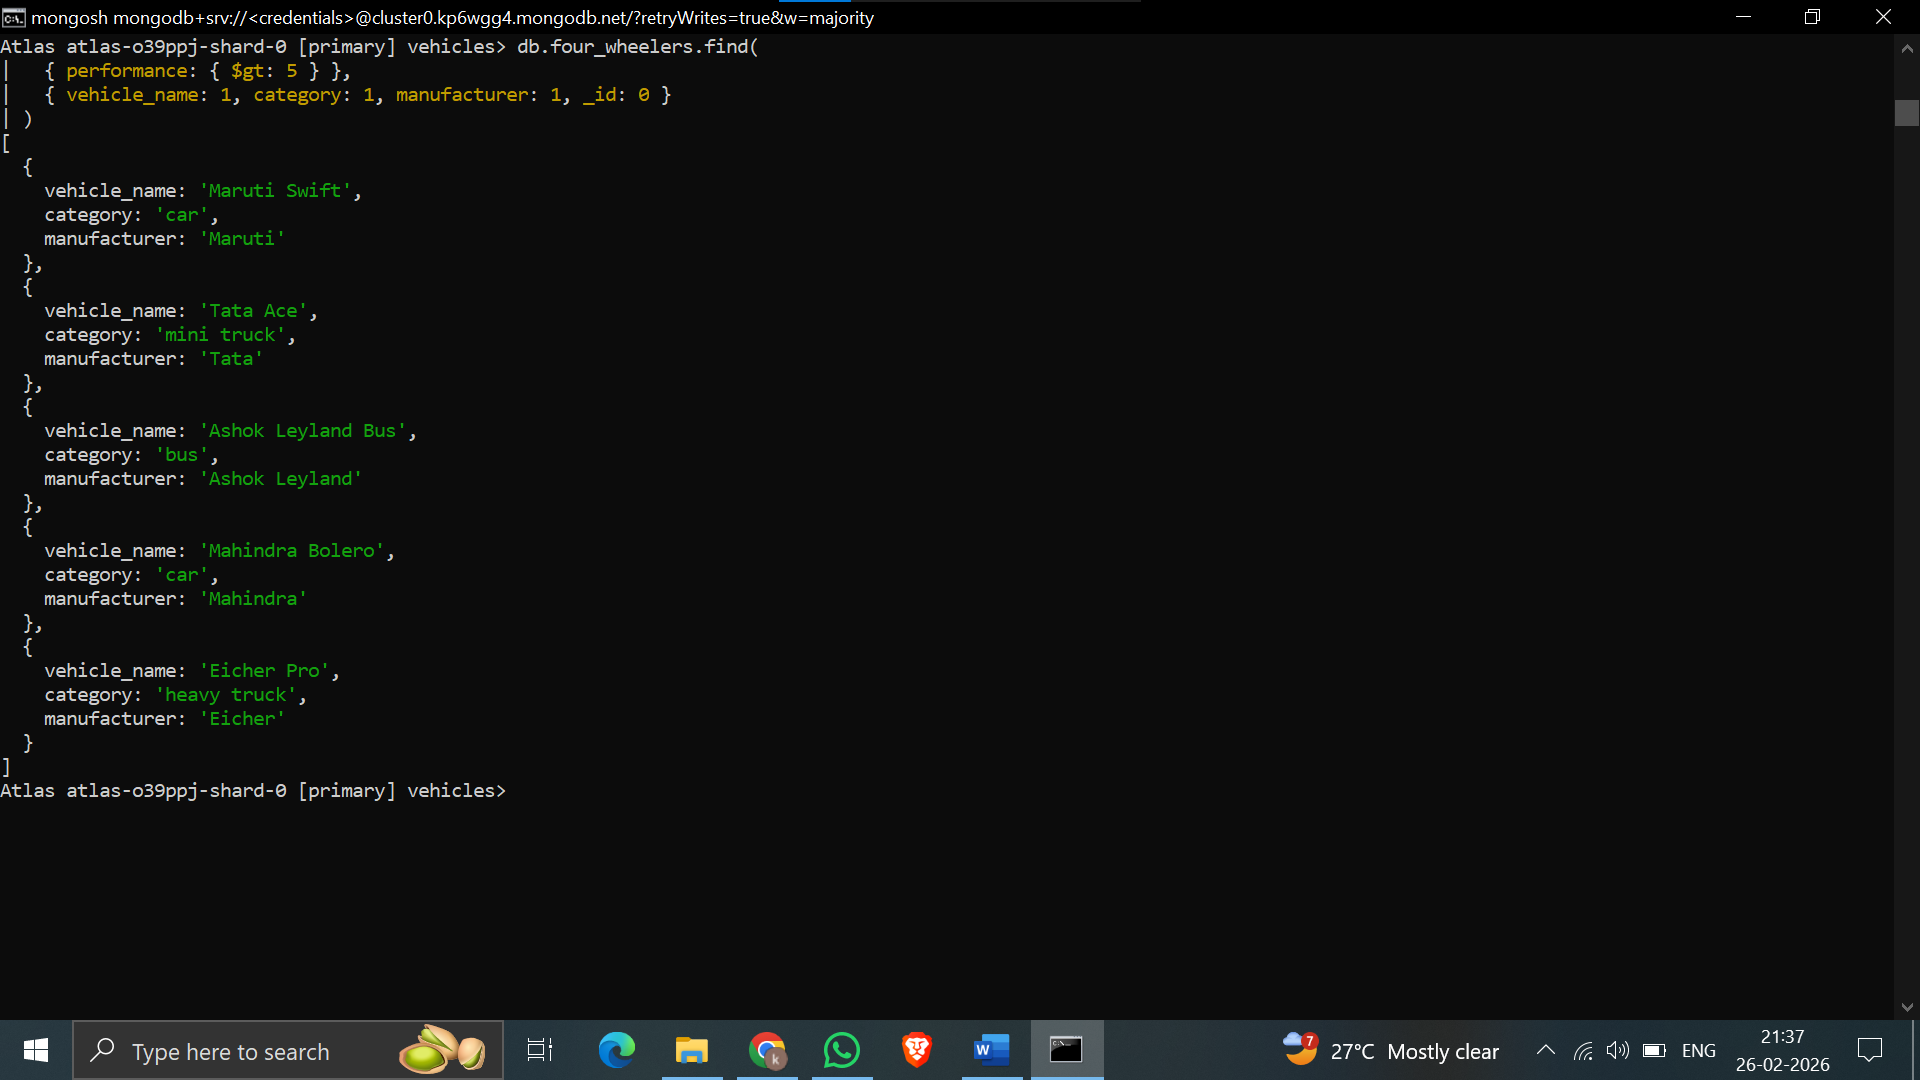 mongosh mongodb+srv://<credentials>@cluster0.kp6wgg4.mongodb.net/?retryWrites=true&w=majority
Atlas atlas-o39ppj-shard-0 [primary] vehicles> db.four_wheelers.find(
|   { performance: { $gt: 5 } },
|   { vehicle_name: 1, category: 1, manufacturer: 1, _id: 0 }
| )
[
  {
    vehicle_name: 'Maruti Swift',
    category: 'car',
    manufacturer: 'Maruti'
  },
  {
    vehicle_name: 'Tata Ace',
    category: 'mini truck',
    manufacturer: 'Tata'
  },
  {
    vehicle_name: 'Ashok Leyland Bus',
    category: 'bus',
    manufacturer: 'Ashok Leyland'
  },
  {
    vehicle_name: 'Mahindra Bolero',
    category: 'car',
    manufacturer: 'Mahindra'
  },
  {
    vehicle_name: 'Eicher Pro',
    category: 'heavy truck',
    manufacturer: 'Eicher'
  }
]
Atlas atlas-o39ppj-shard-0 [primary] vehicles>
Type here to search
W
k
7
27°C Mostly clear
ENG
21:37
26-02-2026